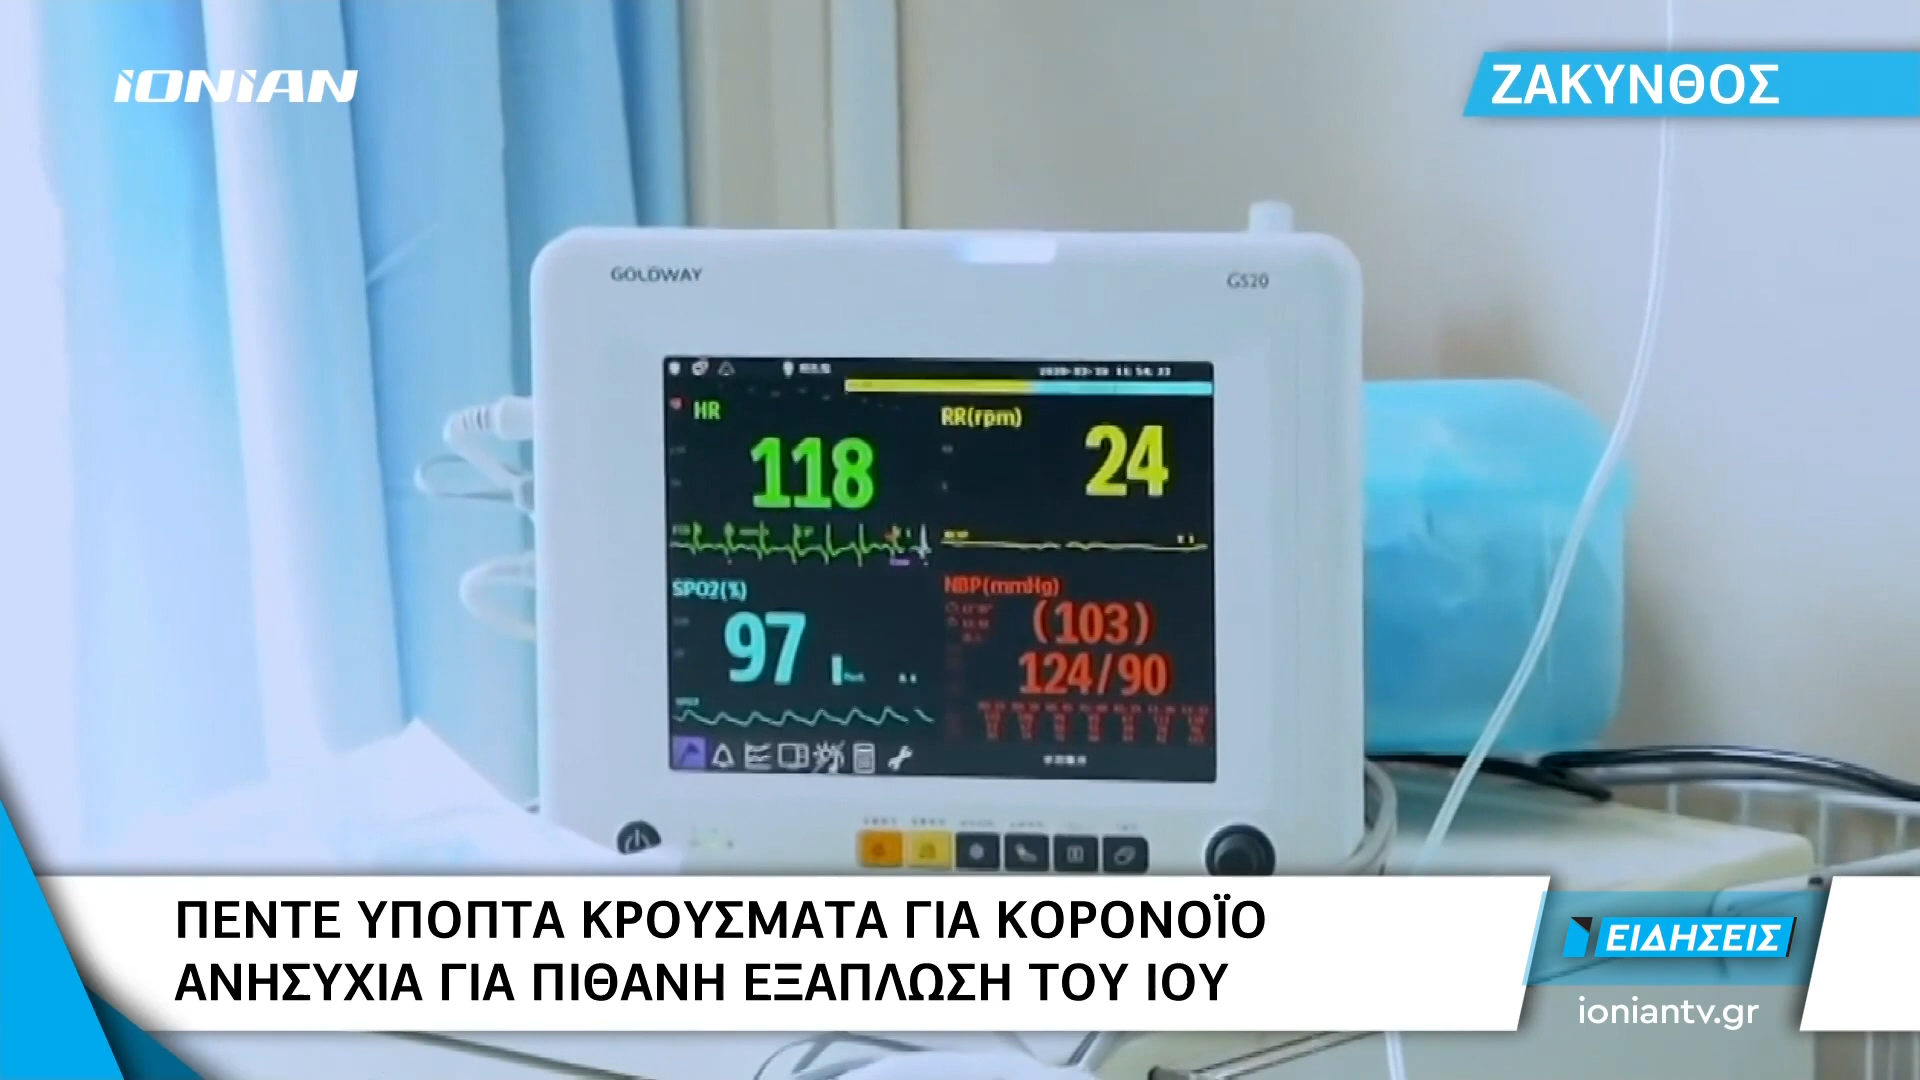 iONiAN
ΖΑΚΥΝΘΟΣ
GOLDWAY
G520
HR
118
RR(rpm)
24
SPO2(%)
97
NBP(mmHg)
(103)
124/90
ΠΕΝΤΕ ΥΠΟΠΤΑ ΚΡΟΥΣΜΑΤΑ ΓΙΑ ΚΟΡΟΝΟΪΟ
ΑΝΗΣΥΧΙΑ ΓΙΑ ΠΙΘΑΝΗ ΕΞΑΠΛΩΣΗ ΤΟΥ ΙΟΥ
ΕΙΔΗΣΕΙΣ
ioniantv.gr